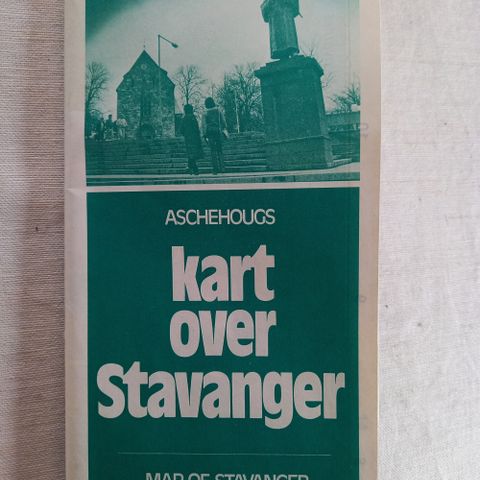 ASCHEHOUGS
kart
over
Stavanger
MAP OF STAVANGER